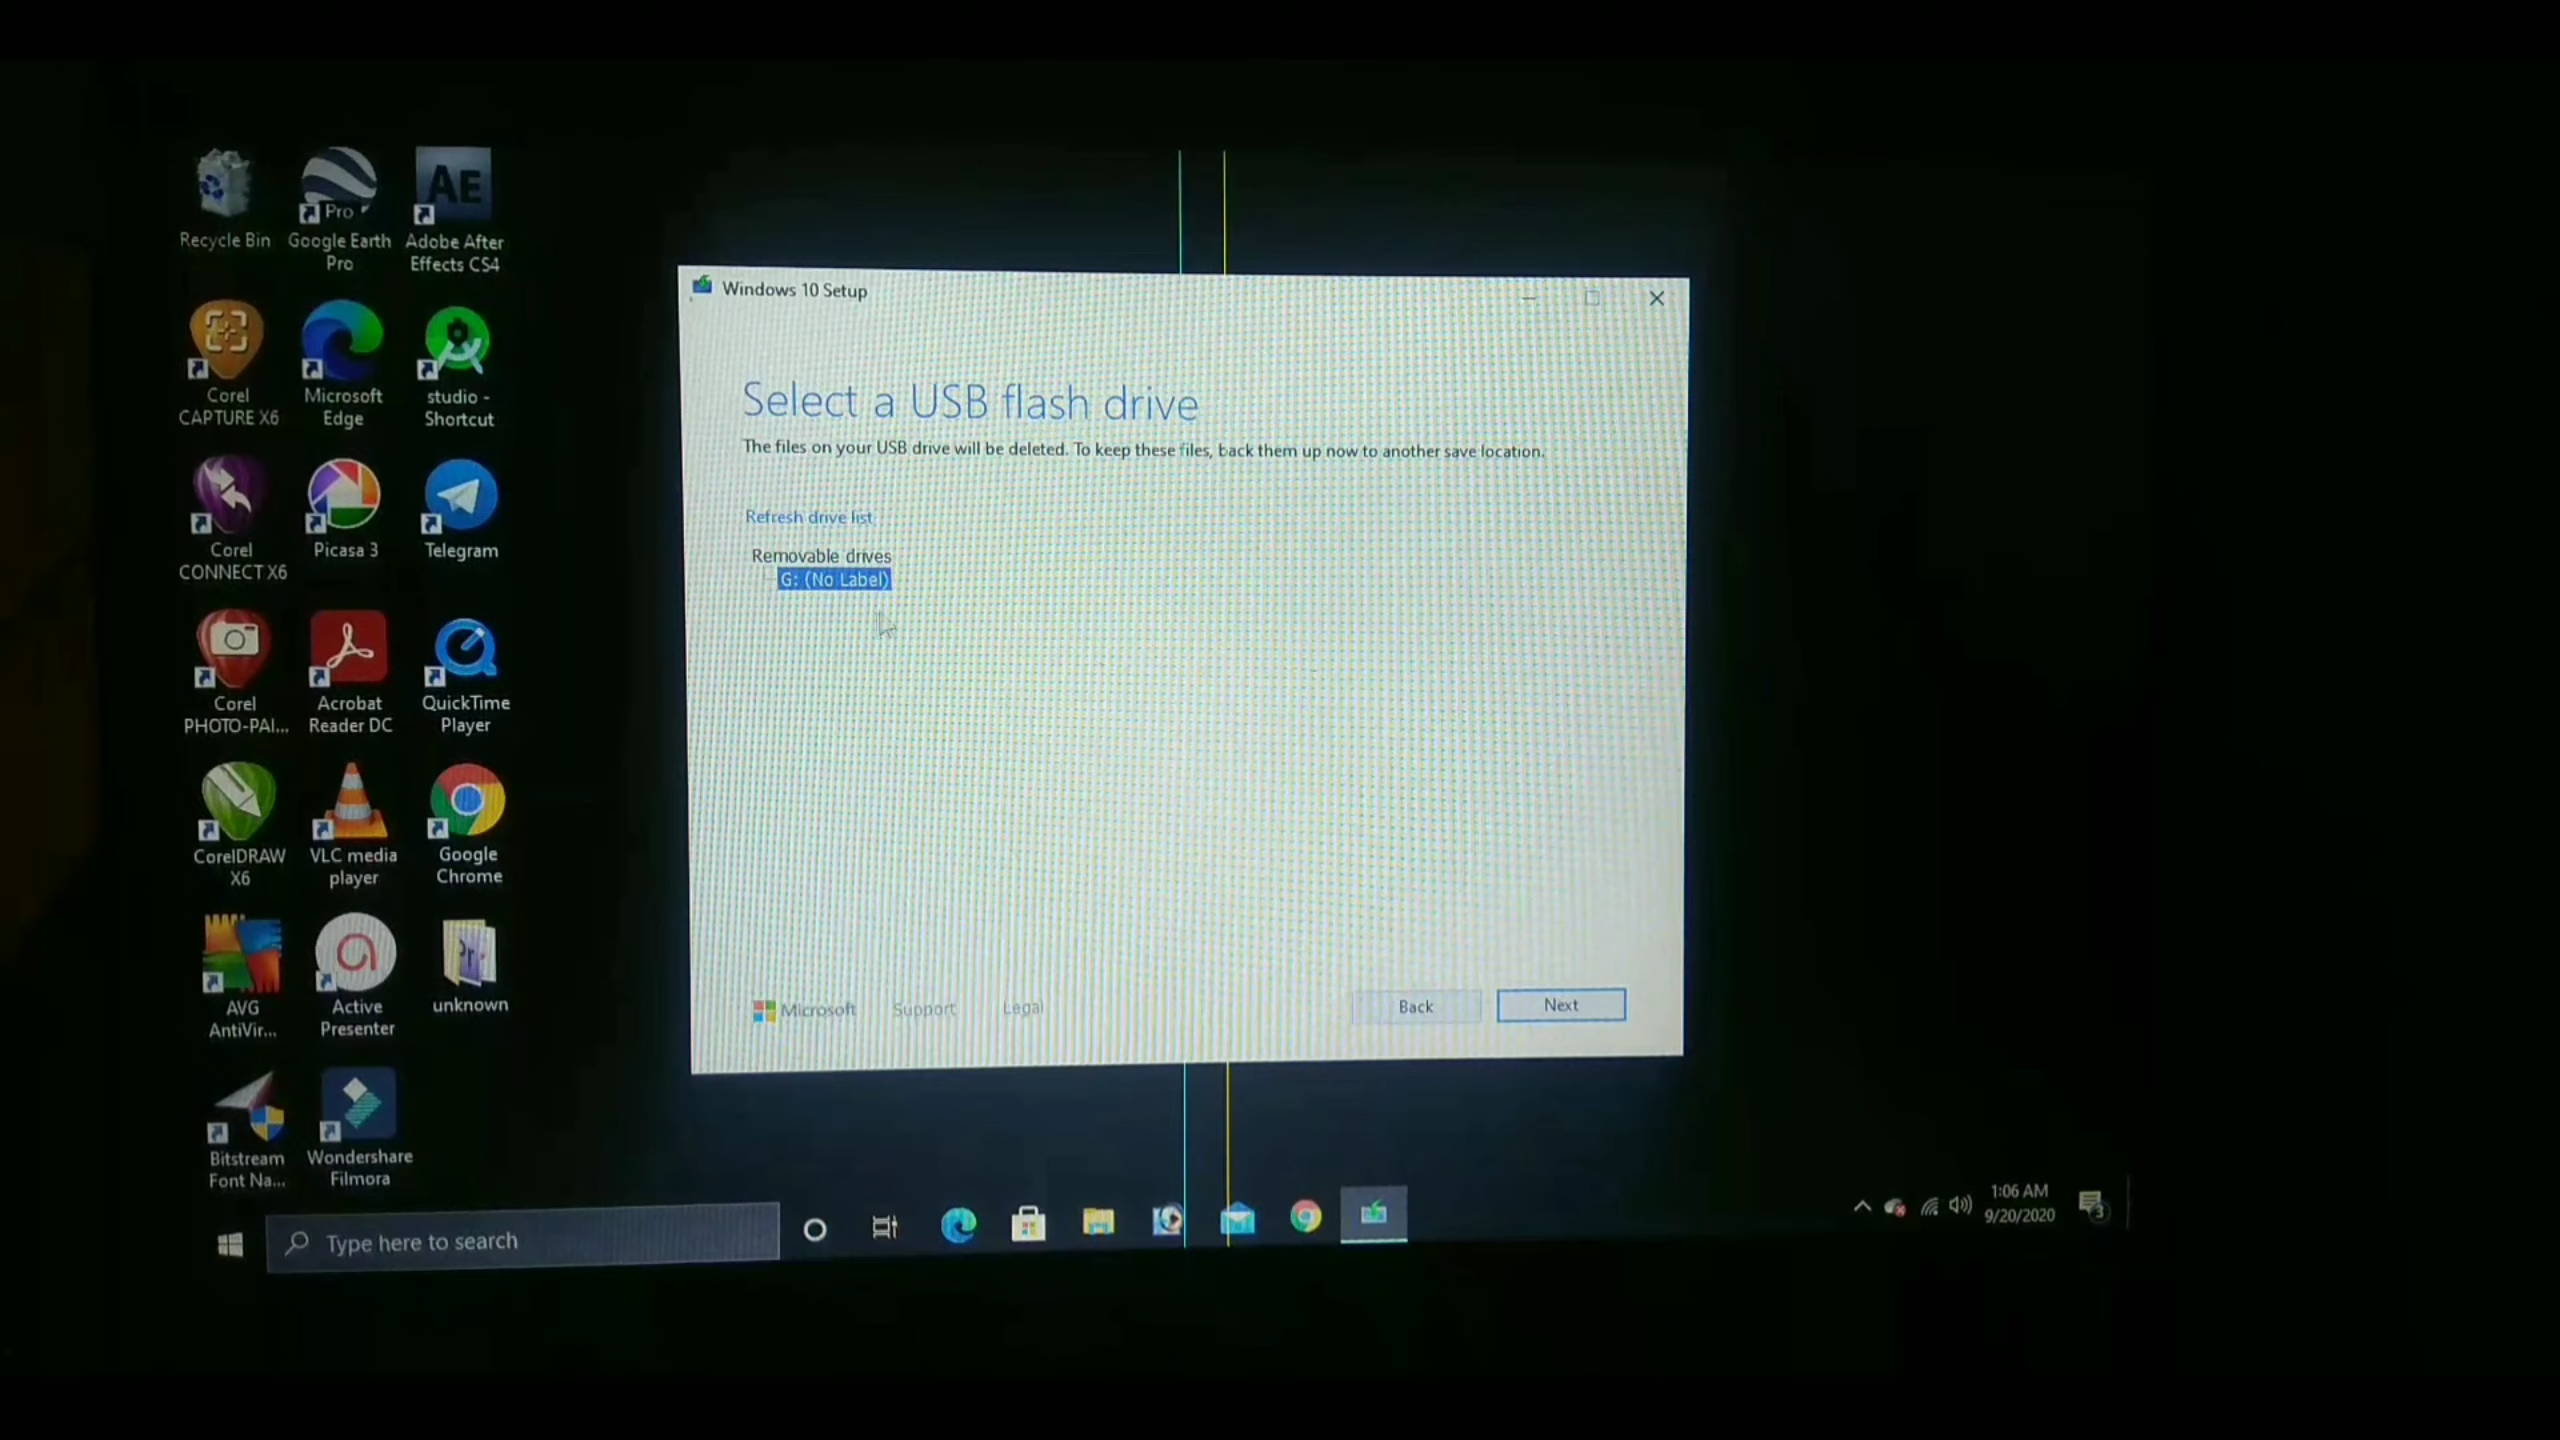 Recycle Bin
Pro
Google Earth
Pro
AE
Adobe After
Effects CS4
Corel
CAPTURE X6
Microsoft
Edge
studio -
Shortcut
Corel
CONNECT X6
Picasa 3
Telegram
Corel
PHOTO-PAI...
Acrobat
Reader DC
QuickTime
Player
CorelDRAW
X6
VLC media
player
Google
Chrome
AVG
AntiVir...
Active
Presenter
Pr
unknown
Bitstream
Font Na...
Wondershare
Filmora
Windows 10 Setup
Select a USB flash drive
The files on your USB drive will be deleted. To keep these files, back them up now to another save location.
Refresh drive list
Removable drives
G: (No Label)
Microsoft
Support
Legal
Back
Next
Type here to search
1:06 AM
9/20/2020
3